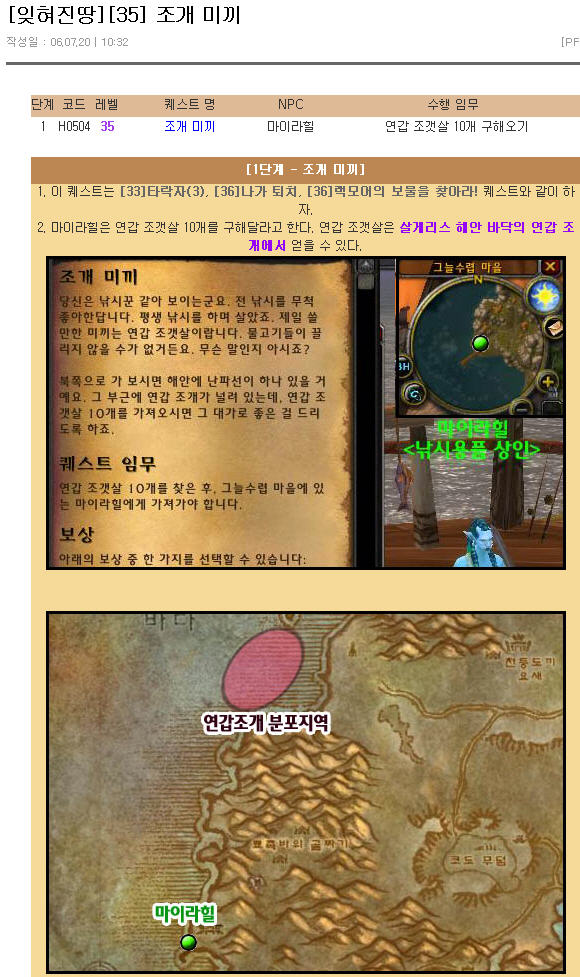 [잊혀진땅][35] 조개 미끼
작성일 : 06,07,20 | 10:32
[PF
단계 코드 레벨 퀘스트 명 NPC 수행 임무
1 H0504 35 조개 미끼 마이라힐 연갑 조갯살 10개 구해오기
[1단계 - 조개 미끼]
1. 이 퀘스트는 [33]타락자(3), [36]나가 퇴치, [36]랙모어의 보물을 찾아라! 퀘스트와 같이 하
자.
2. 마이라힐은 연갑 조갯살 10개를 구해달라고 한다. 연갑 조갯살은 살게리스 해안 바닥의 연갑 조
개에서 얻을 수 있다.
조개 미끼
당신은 낚시꾼 같아 보이는군요. 전 낚시를 무척
좋아한답니다. 평생 낚시를 하며 살았죠. 제일 쓸
만한 미끼는 연갑 조갯살이랍니다. 물고기들이 끌
리지 않을 수가 없거든요. 무슨 말인지 아시죠?
북쪽으로 가 보시면 해안에 난파선이 하나 있을 거
예요. 그 부근에 연갑 조개가 널려 있는데, 연갑 조
갯살 10개를 가져오시면 그 대가로 좋은 걸 드리
도록 하죠.
퀘스트 임무
연갑 조갯살 10개를 찾은 후, 그늘수렵 마을에 있
는 마이라힐에게 가져가야 합니다.
보상
아래의 보상 중 한 가지를 선택할 수 있습니다:
그늘수렵 마을
N
마이라힐
<낚시용품 상인>
바다
천둥도끼
요새
연갑조개 분포지역
뾰족바위 골짜기
코도 무덤
마이라힐